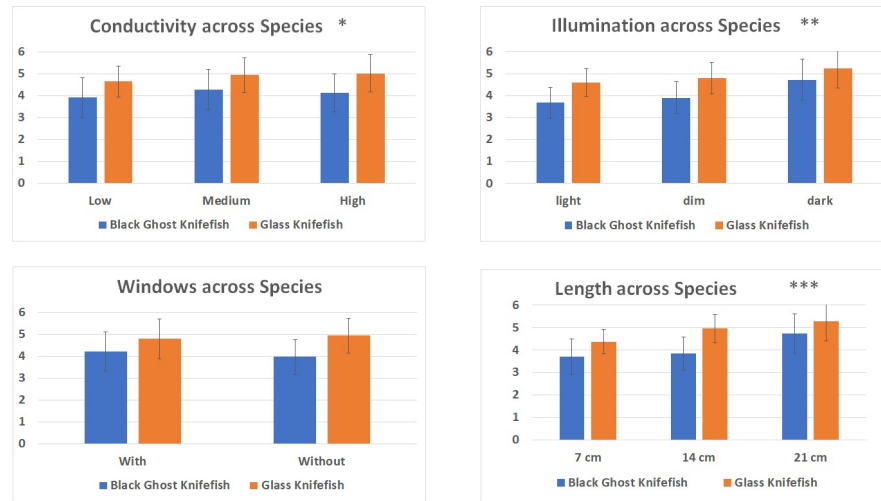 Conductivity across Species *
6
5
4
3
2
1
0
Low Medium High
Black Ghost Knifefish Glass Knifefish
Illumination across Species **
6
5
4
3
2
1
0
light dim dark
Black Ghost Knifefish Glass Knifefish
Windows across Species
6
5
4
3
2
1
0
With Without
Black Ghost Knifefish Glass Knifefish
Length across Species ***
6
5
4
3
2
1
0
7 cm 14 cm 21 cm
Black Ghost Knifefish Glass Knifefish